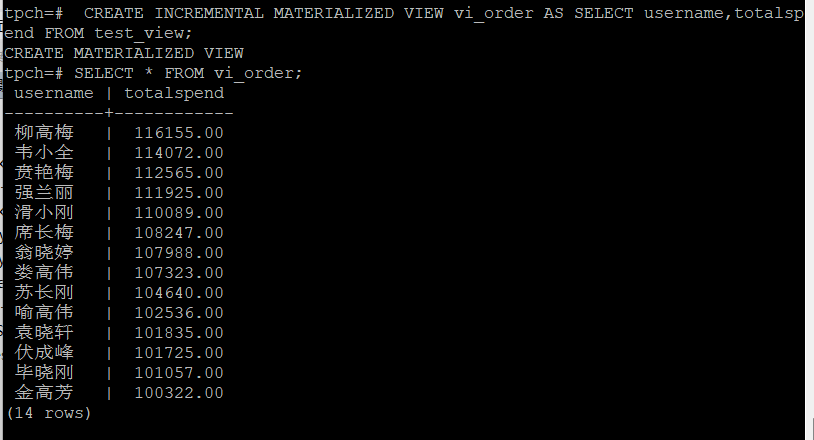 tpch=#  CREATE INCREMENTAL MATERIALIZED VIEW vi_order AS SELECT username,totalsp
end FROM test_view;
CREATE MATERIALIZED VIEW
tpch=# SELECT * FROM vi_order;
 username | totalspend
----------+------------
 柳高梅   |  116155.00
 韦小全   |  114072.00
 贲艳梅   |  112565.00
 强兰丽   |  111925.00
 滑小刚   |  110089.00
 席长梅   |  108247.00
 翁晓婷   |  107988.00
 娄高伟   |  107323.00
 苏长刚   |  104640.00
 喻高伟   |  102536.00
 袁晓轩   |  101835.00
 伏成峰   |  101725.00
 毕晓刚   |  101057.00
 金高芳   |  100322.00
(14 rows)